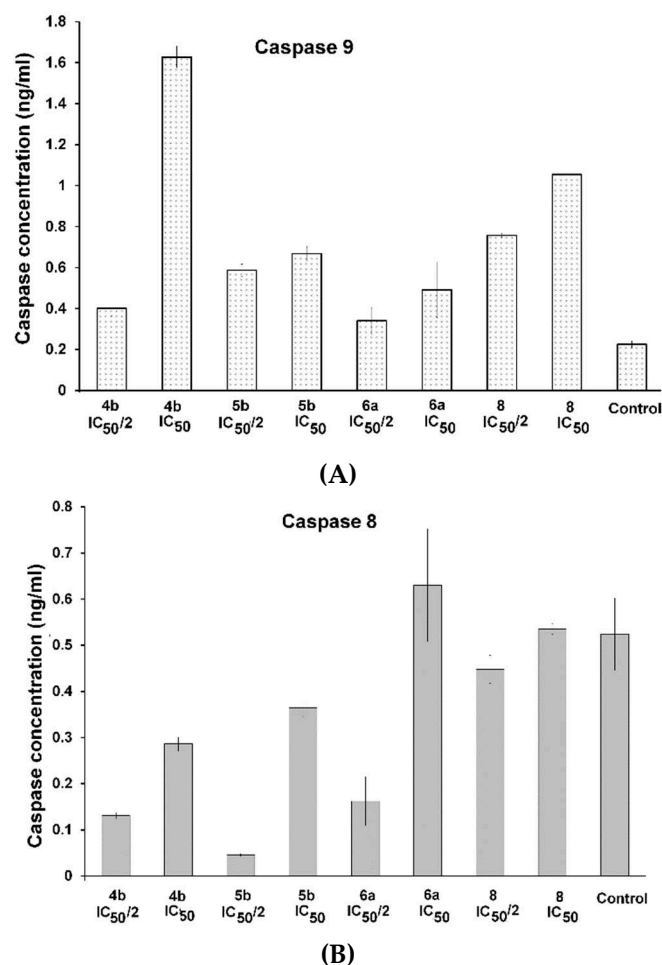 Caspase 9
Caspase concentration (ng/ml)
1.8
1.6
1.4
1.2
1
0.8
0.6
0.4
0.2
0
4b 4b 5b 5b 6a 6a 8 8 Control
IC50/2 IC50 IC50/2 IC50 IC50/2 IC50 IC50/2 IC50
(A)
Caspase 8
Caspase concentration (ng/ml)
0.8
0.7
0.6
0.5
0.4
0.3
0.2
0.1
0
4b 4b 5b 5b 6a 6a 8 8 Control
IC50/2 IC50 IC50/2 IC50 IC50/2 IC50 IC50/2 IC50
(B)